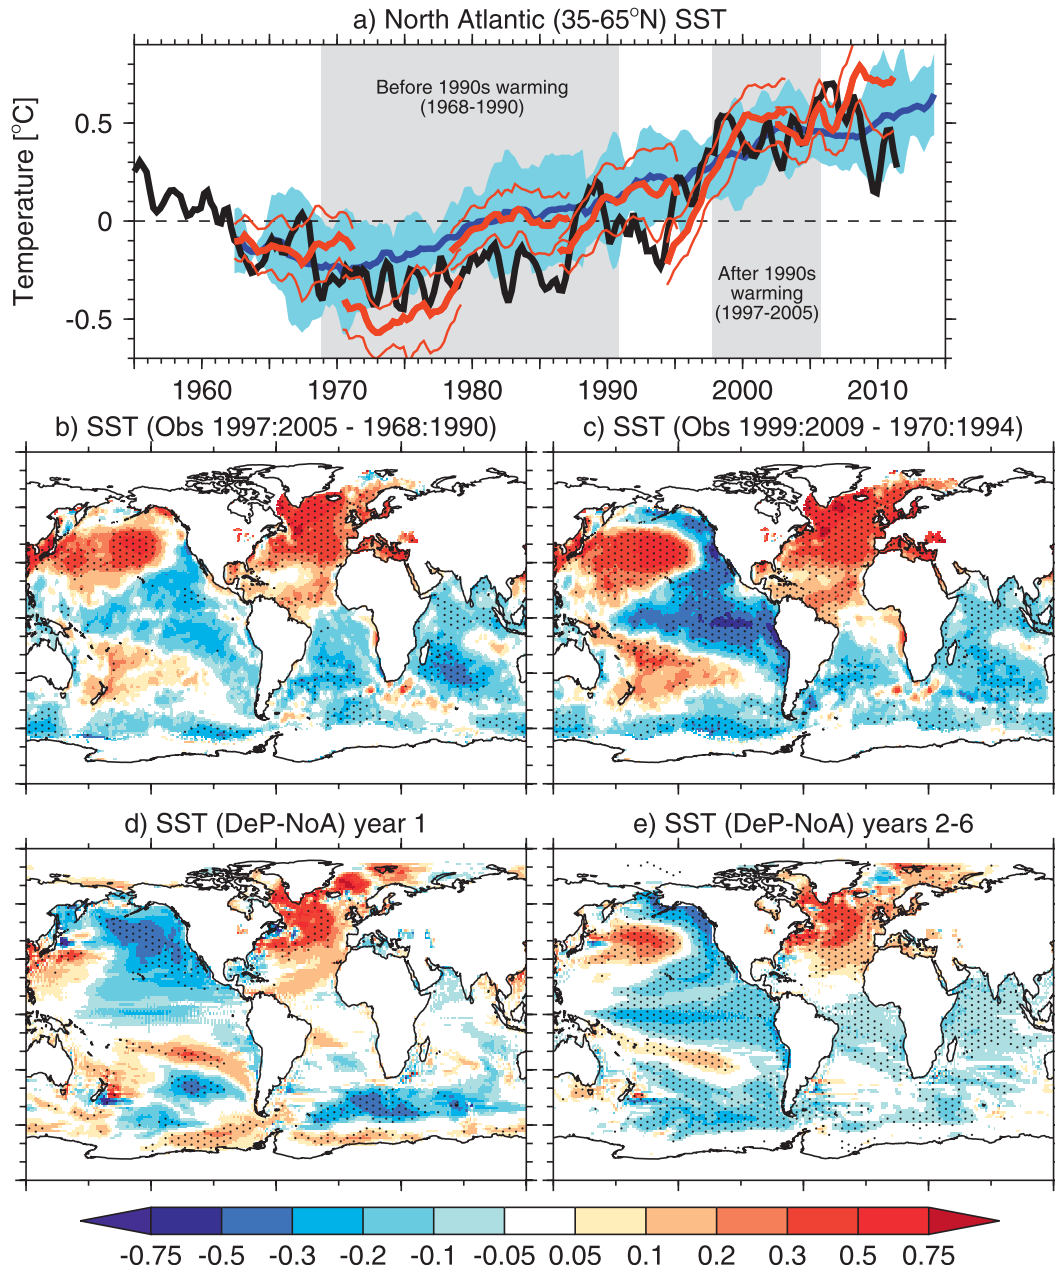 a) North Atlantic (35-65°N) SST
Before 1990s warming
(1968-1990)
0.5
0
-0.5
Temperature [°C]
After 1990s
warming
(1997-2005)
1960 1970 1980 1990 2000 2010
b) SST (Obs 1997:2005 - 1968:1990)
c) SST (Obs 1999:2009 - 1970:1994)
d) SST (DeP-NoA) year 1
e) SST (DeP-NoA) years 2-6
-0.75 -0.5 -0.3 -0.2 -0.1 -0.05 0.05 0.1 0.2 0.3 0.5 0.75